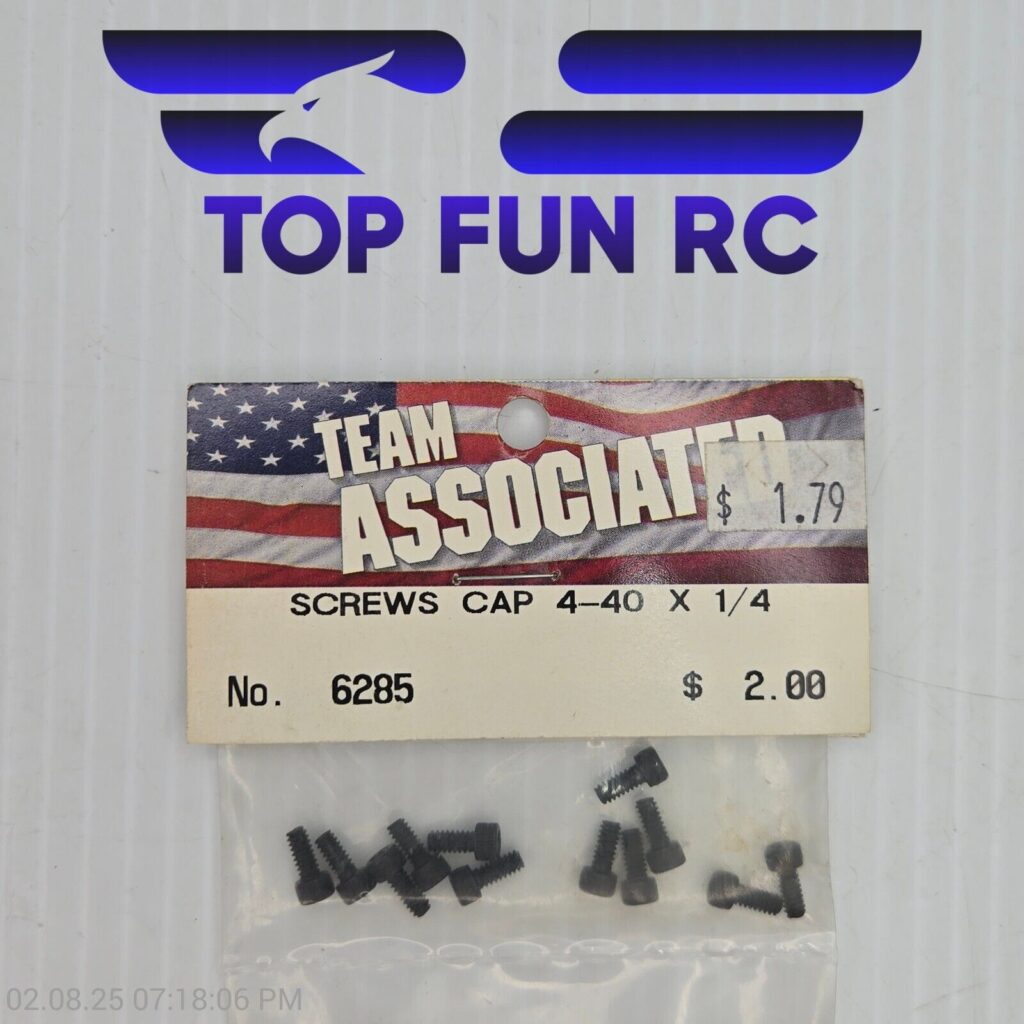 TOP FUN RC
TEAM
ASSOCIATED
$ 1.79
SCREWS CAP 4-40 X 1/4
No. 6285
$ 2.00
02.08.25 07:18:06 PM